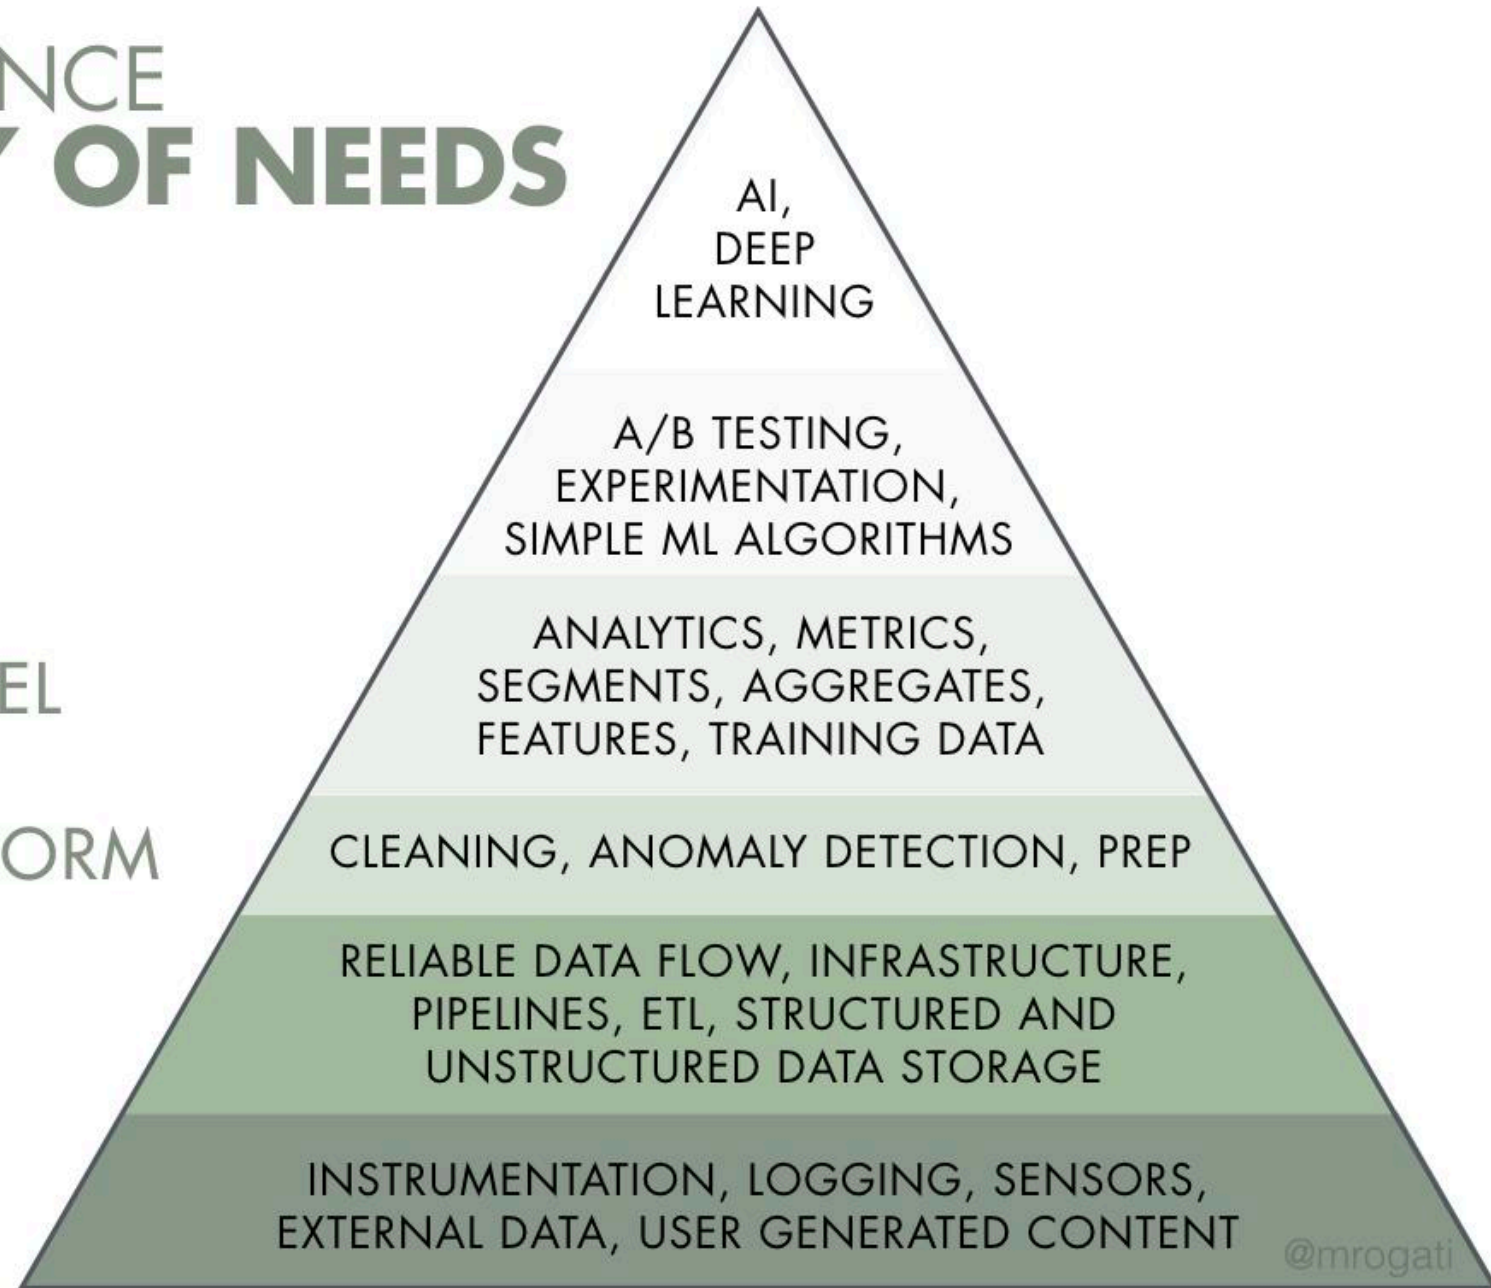 NCE
Y OF NEEDS
AI,
DEEP
LEARNING
A/B TESTING,
EXPERIMENTATION,
SIMPLE ML ALGORITHMS
ANALYTICS, METRICS,
SEGMENTS, AGGREGATES,
FEATURES, TRAINING DATA
EL
ORM
CLEANING, ANOMALY DETECTION, PREP
RELIABLE DATA FLOW, INFRASTRUCTURE,
PIPELINES, ETL, STRUCTURED AND
UNSTRUCTURED DATA STORAGE
INSTRUMENTATION, LOGGING, SENSORS,
EXTERNAL DATA, USER GENERATED CONTENT
@mrogati